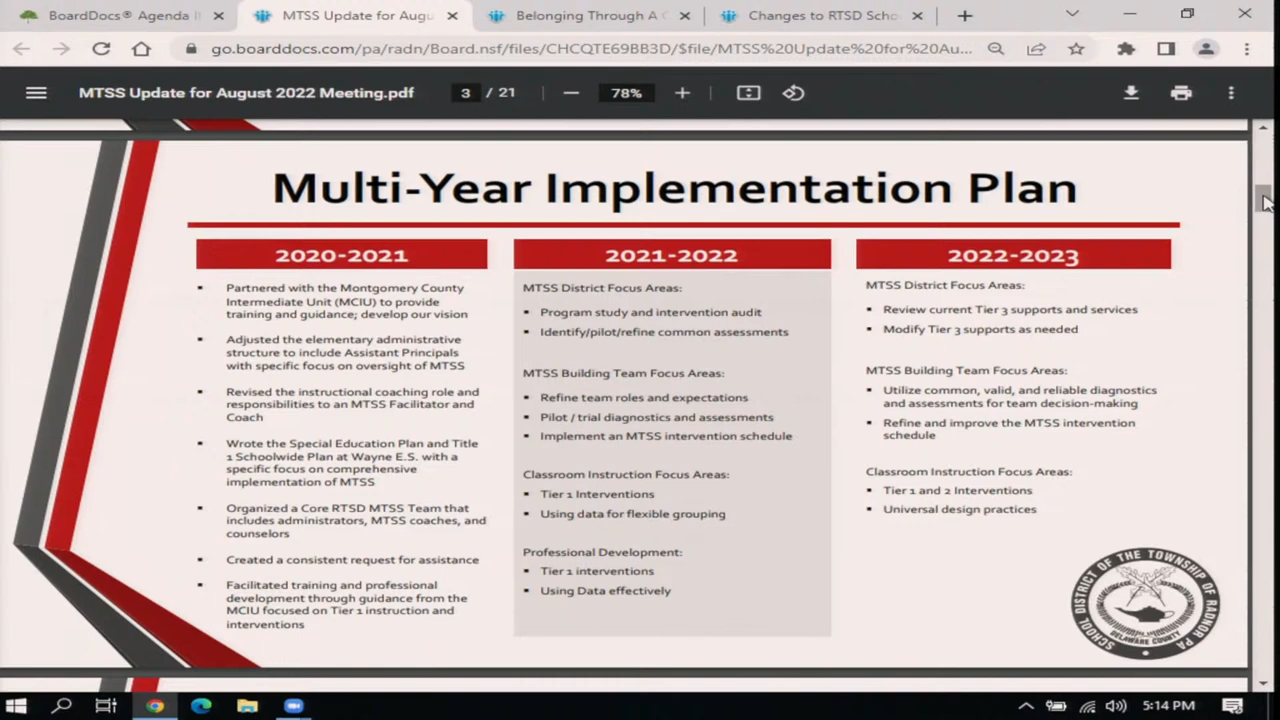 BoardDocs® Agenda It
MTSS Update for Augu
Belonging Through A C
Changes to RTSD Scho
go.boarddocs.com/pa/radn/Board.nsf/files/CHCQTE69BB3D/$file/MTSS%20Update%20for%20Au...
MTSS Update for August 2022 Meeting.pdf
3 / 21
78%
Multi-Year Implementation Plan
2020-2021
▪ Partnered with the Montgomery County
Intermediate Unit (MCIU) to provide
training and guidance; develop our vision
▪ Adjusted the elementary administrative
structure to include Assistant Principals
with specific focus on oversight of MTSS
▪ Revised the instructional coaching role and
responsibilities to an MTSS Facilitator and
Coach
▪ Wrote the Special Education Plan and Title
1 Schoolwide Plan at Wayne E.S. with a
specific focus on comprehensive
implementation of MTSS
▪ Organized a Core RTSD MTSS Team that
includes administrators, MTSS coaches, and
counselors
▪ Created a consistent request for assistance
▪ Facilitated training and professional
development through guidance from the
MCIU focused on Tier 1 instruction and
interventions
2021-2022
MTSS District Focus Areas:
▪ Program study and intervention audit
▪ Identify/pilot/refine common assessments
MTSS Building Team Focus Areas:
▪ Refine team roles and expectations
▪ Pilot / trial diagnostics and assessments
▪ Implement an MTSS intervention schedule
Classroom Instruction Focus Areas:
▪ Tier 1 Interventions
▪ Using data for flexible grouping
Professional Development:
▪ Tier 1 interventions
▪ Using Data effectively
2022-2023
MTSS District Focus Areas:
▪ Review current Tier 3 supports and services
▪ Modify Tier 3 supports as needed
MTSS Building Team Focus Areas:
▪ Utilize common, valid, and reliable diagnostics
and assessments for team decision-making
▪ Refine and improve the MTSS intervention
schedule
Classroom Instruction Focus Areas:
▪ Tier 1 and 2 Interventions
▪ Universal design practices
SCHOOL DISTRICT OF THE TOWNSHIP OF RADNOR PA
DELAWARE COUNTY
5:14 PM